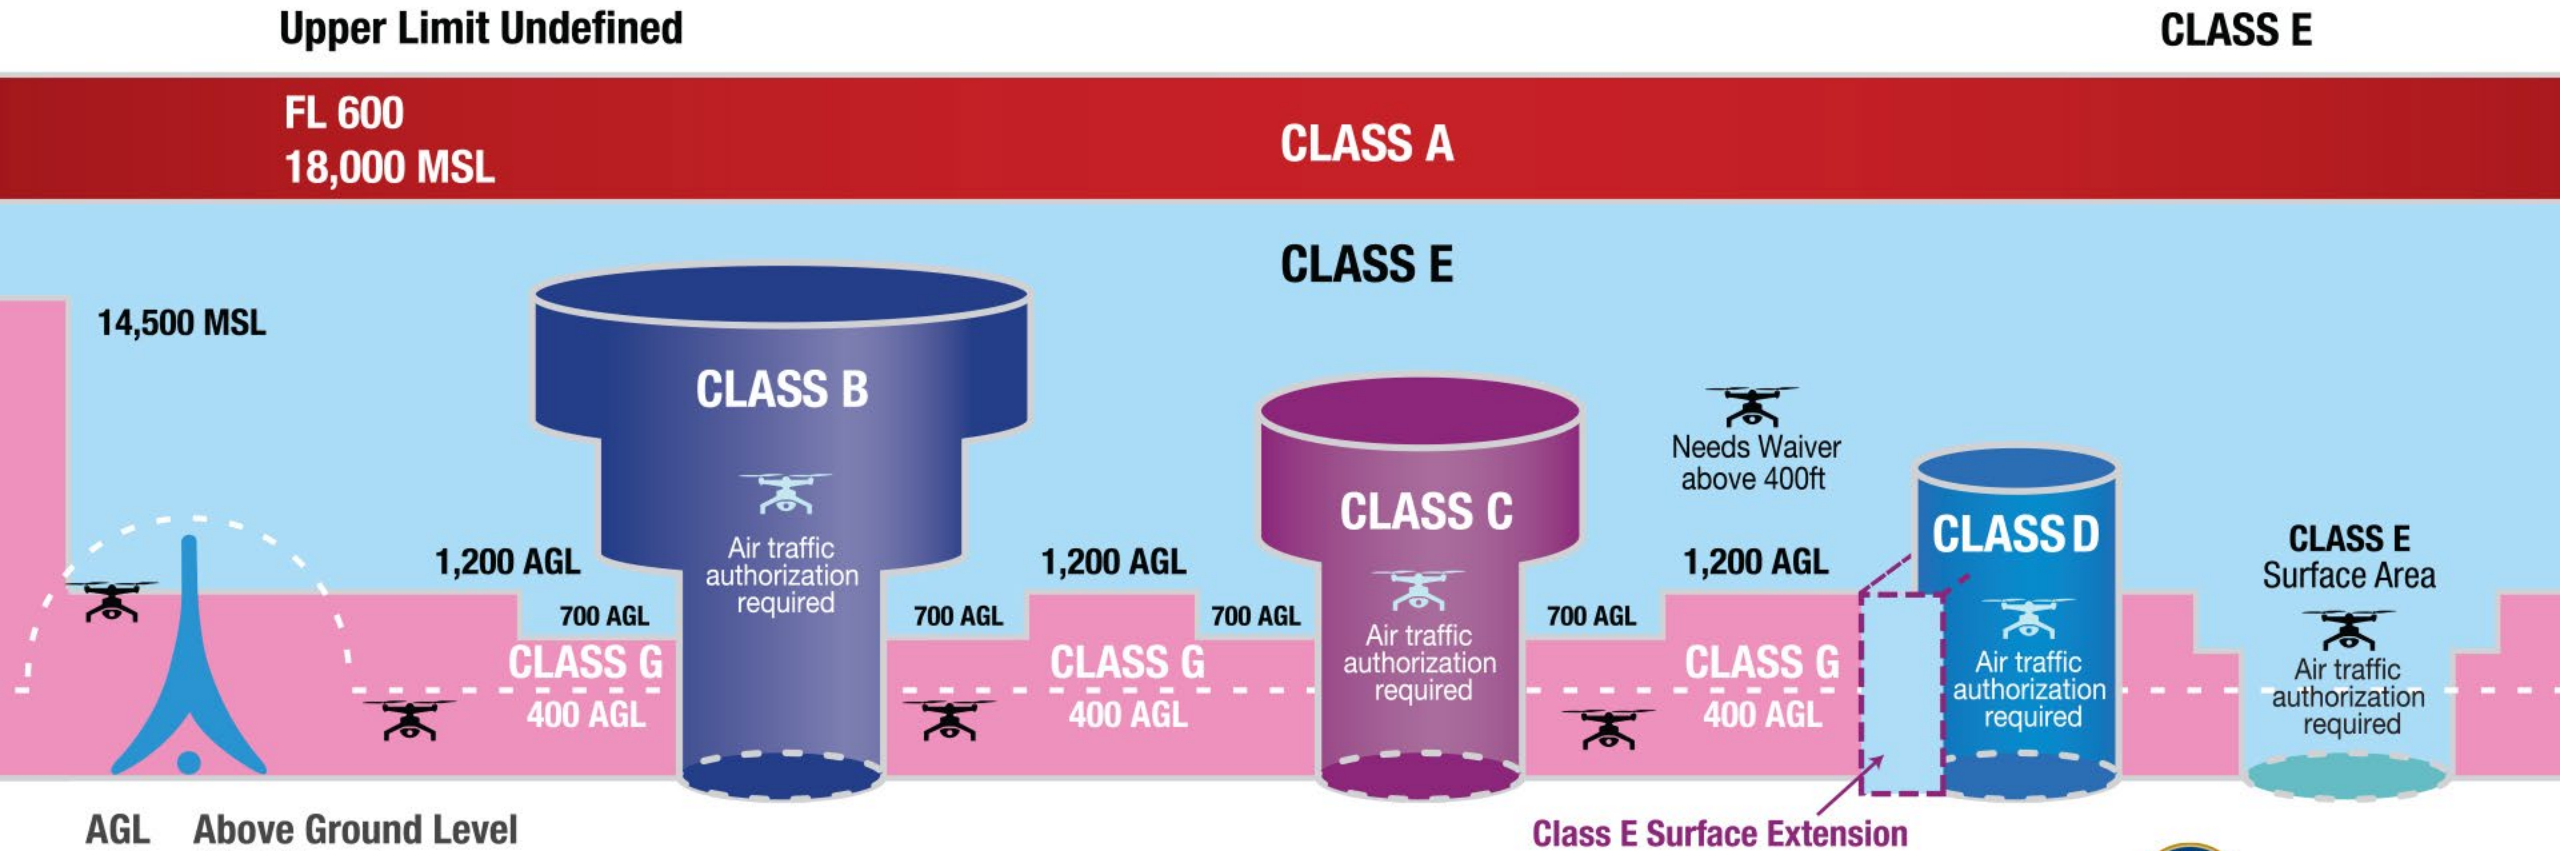 Upper Limit Undefined
CLASS E
FL 600
18,000 MSL
CLASS A
CLASS E
14,500 MSL
CLASS B
Air traffic
authorization
required
CLASS C
Air traffic
authorization
required
Needs Waiver
above 400ft
CLASS D
Air traffic
authorization
required
CLASS E
Surface Area
Air traffic
authorization
required
1,200 AGL
1,200 AGL
1,200 AGL
700 AGL
700 AGL
700 AGL
700 AGL
CLASS G
CLASS G
CLASS G
400 AGL
400 AGL
400 AGL
AGL Above Ground Level
Class E Surface Extension